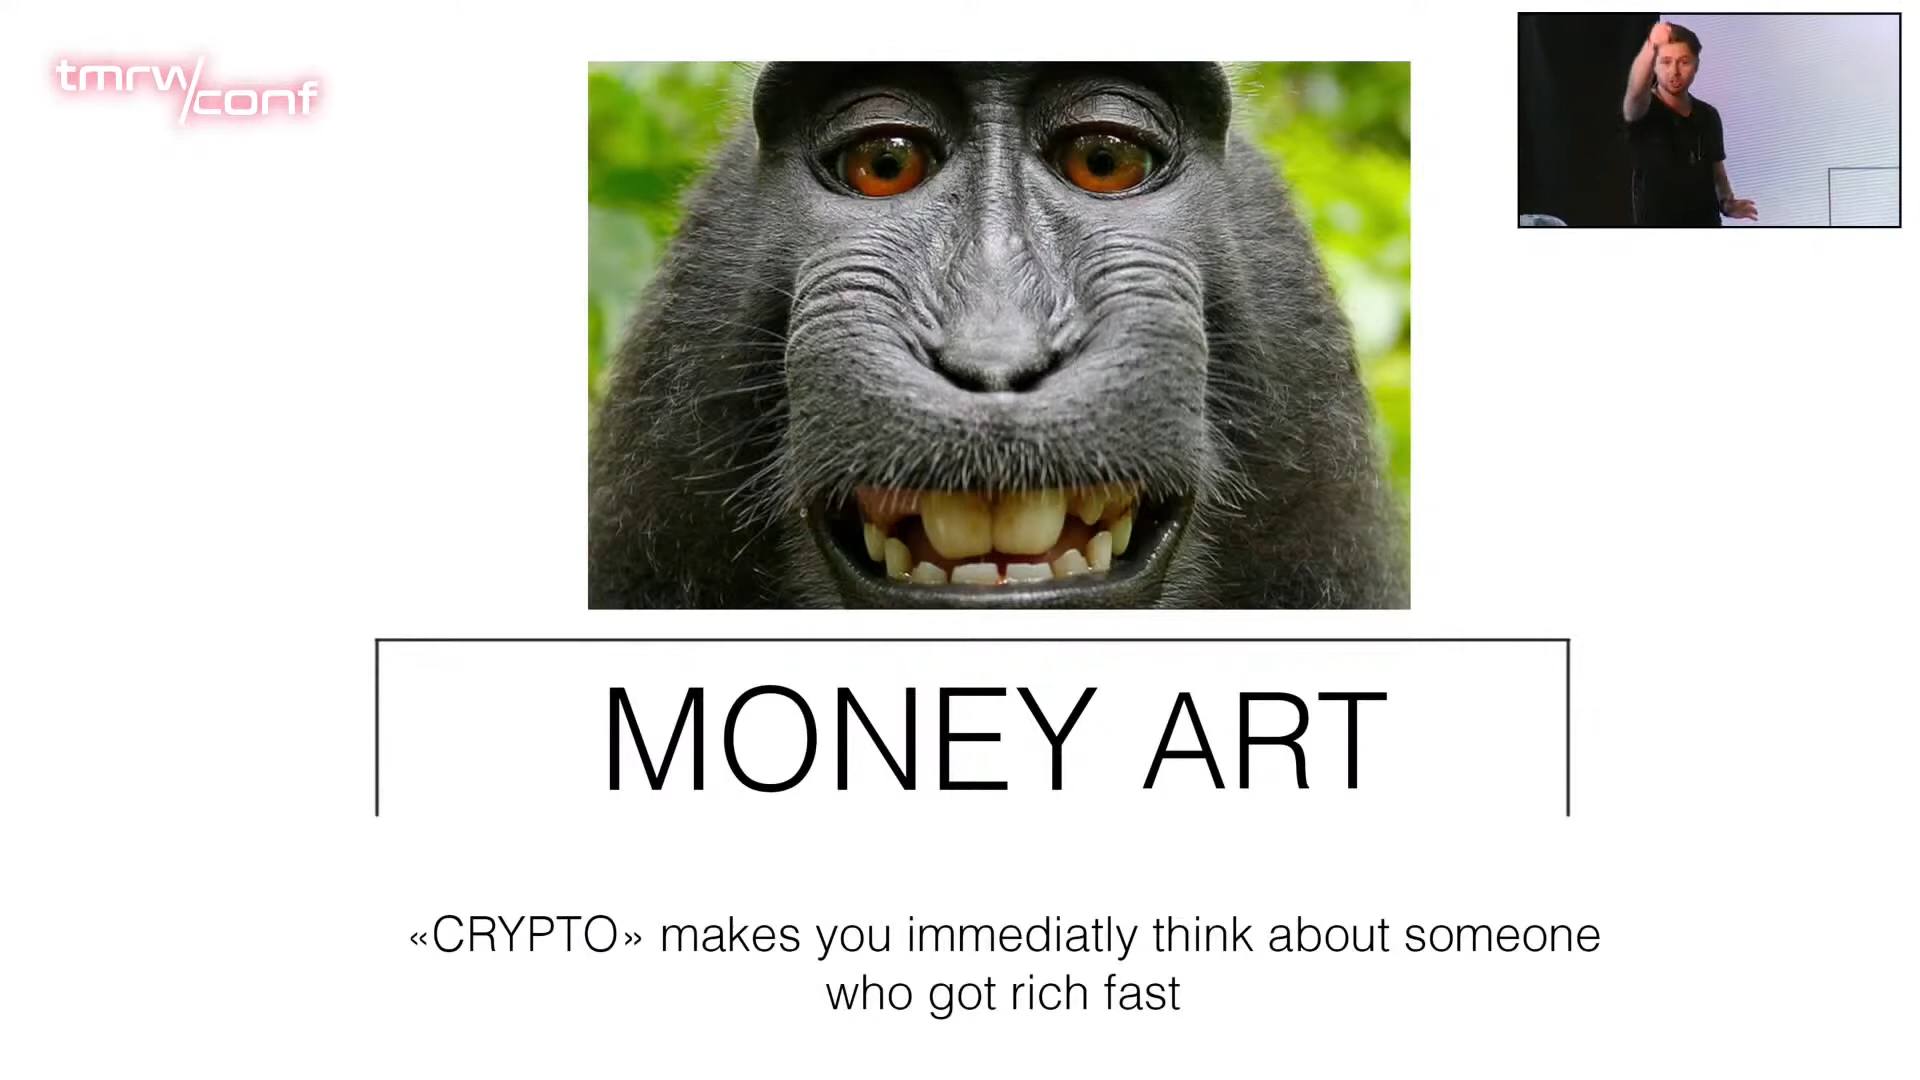 tmrw/
conf
MONEY ART
«CRYPTO» makes you immediatly think about someone
who got rich fast